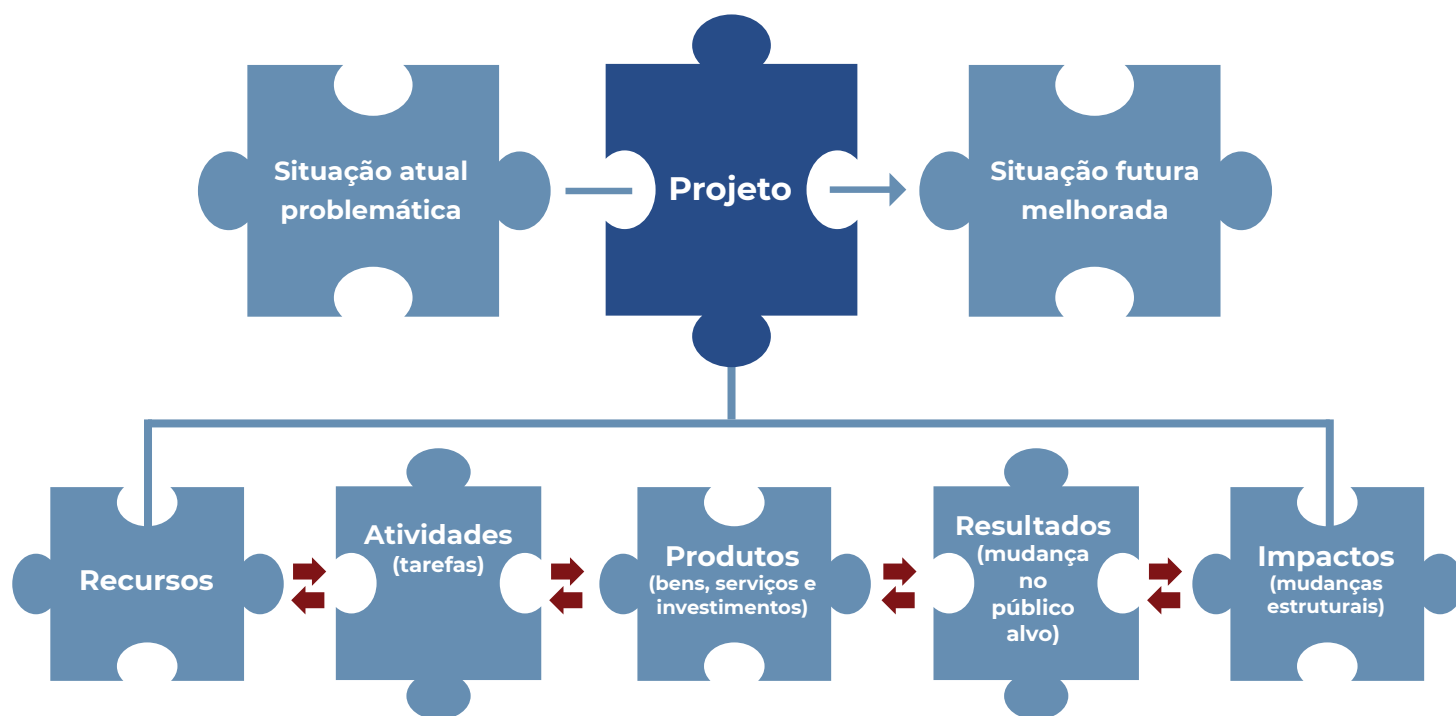 Situação atual
problemática
Projeto
Situação futura
melhorada
Recursos
Atividades
(tarefas)
Produtos
(bens, serviços e
investimentos)
Resultados
(mudança
no
público
alvo)
Impactos
(mudanças
estruturais)